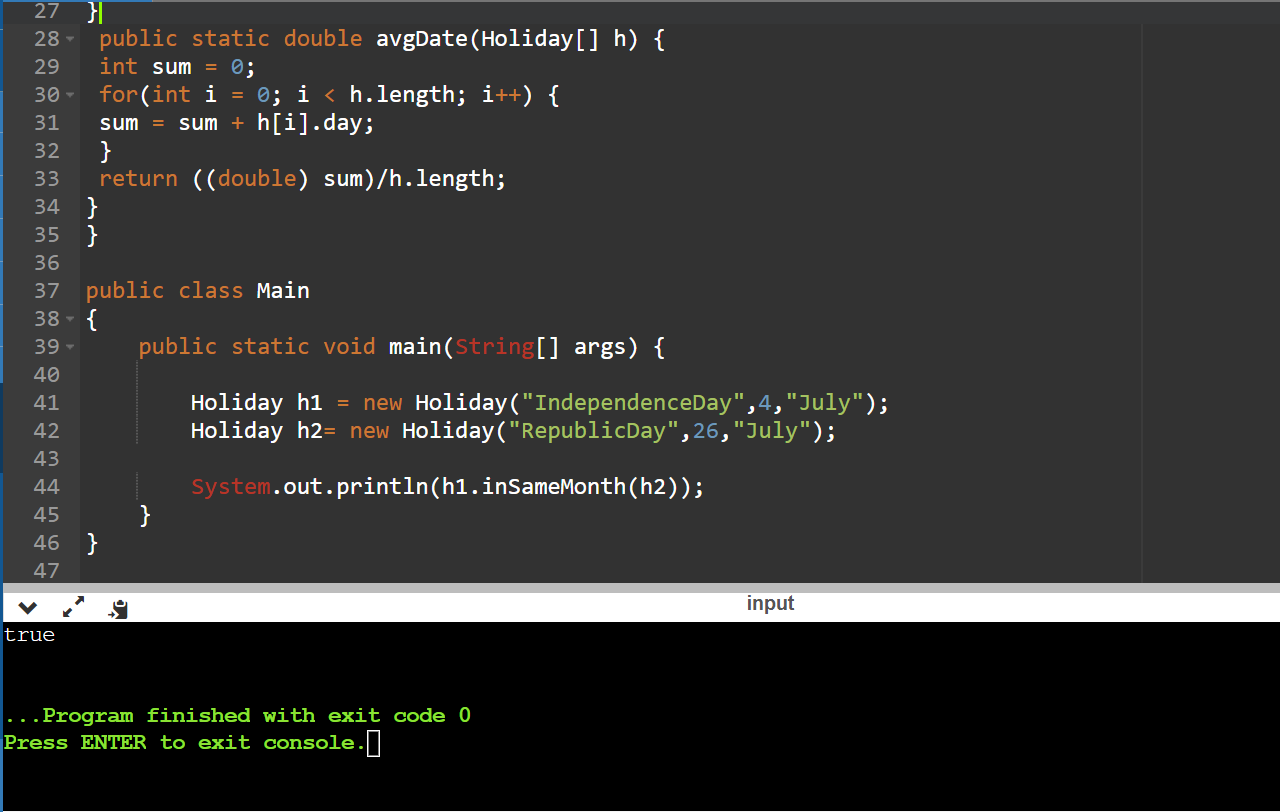 27 }
28 public static double avgDate(Holiday[] h) {
29 int sum = 0;
30 for(int i = 0; i < h.length; i++) {
31 sum = sum + h[i].day;
32 }
33 return ((double) sum)/h.length;
34 }
35 }
36
37 public class Main
38 {
39 public static void main(String[] args) {
40
41 Holiday h1 = new Holiday("IndependenceDay",4,"July");
42 Holiday h2= new Holiday("RepublicDay",26,"July");
43
44 System.out.println(h1.inSameMonth(h2));
45 }
46 }
47
input
true
...Program finished with exit code 0
Press ENTER to exit console.